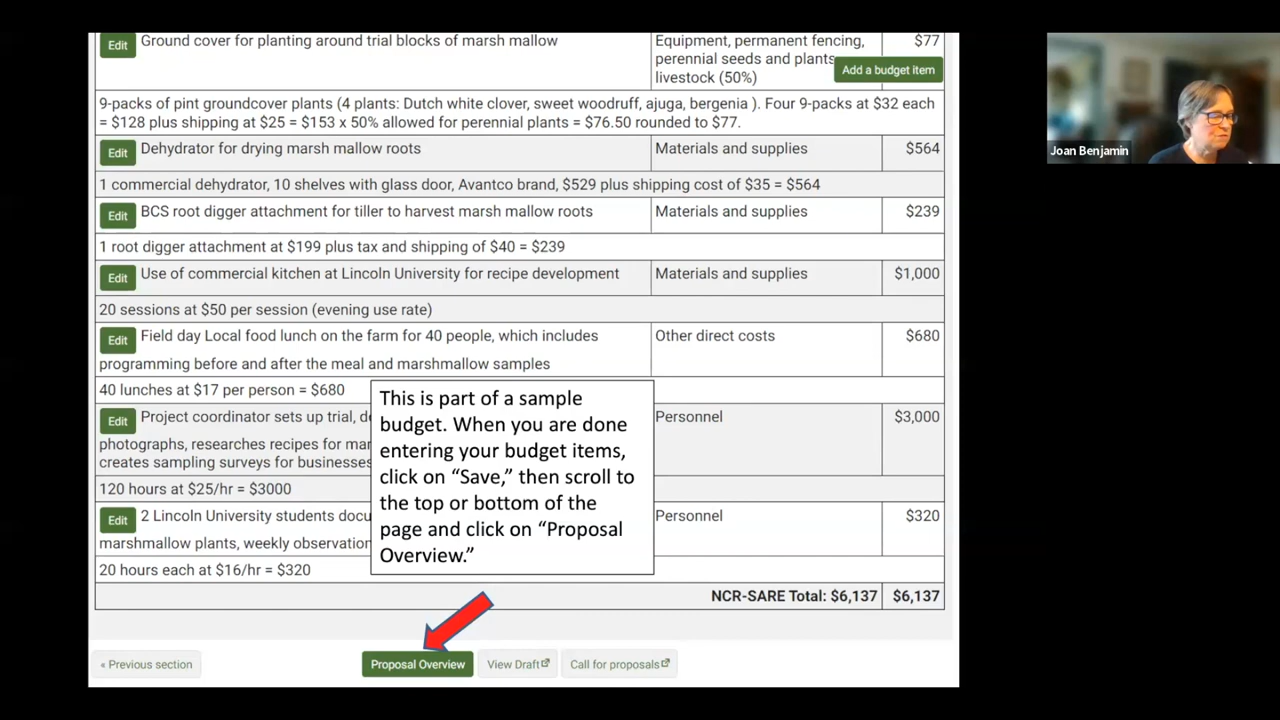 Edit Ground cover for planting around trial blocks of marsh mallow
Equipment, permanent fencing,
perennial seeds and plants
livestock (50%)
$77
Add a budget item
9-packs of pint groundcover plants (4 plants: Dutch white clover, sweet woodruff, ajuga, bergenia ). Four 9-packs at $32 each
= $128 plus shipping at $25 = $153 x 50% allowed for perennial plants = $76.50 rounded to $77.
Edit Dehydrator for drying marsh mallow roots Materials and supplies $564
1 commercial dehydrator, 10 shelves with glass door, Avantco brand, $529 plus shipping cost of $35 = $564
Edit BCS root digger attachment for tiller to harvest marsh mallow roots Materials and supplies $239
1 root digger attachment at $199 plus tax and shipping of $40 = $239
Edit Use of commercial kitchen at Lincoln University for recipe development Materials and supplies $1,000
20 sessions at $50 per session (evening use rate)
Edit Field day Local food lunch on the farm for 40 people, which includes Other direct costs $680
programming before and after the meal and marshmallow samples
40 lunches at $17 per person = $680
Edit Project coordinator sets up trial, Personnel $3,000
photographs, researches recipes for
creates sampling surveys for businesses
120 hours at $25/hr = $3000
Edit 2 Lincoln University students Personnel $320
marshmallow plants, weekly
20 hours each at $16/hr = $320
This is part of a sample
budget. When you are done
entering your budget items,
click on “Save,” then scroll to
the top or bottom of the
page and click on “Proposal
Overview.”
NCR-SARE Total: $6,137 $6,137
« Previous section Proposal Overview View Draft Call for proposals
Joan Benjamin